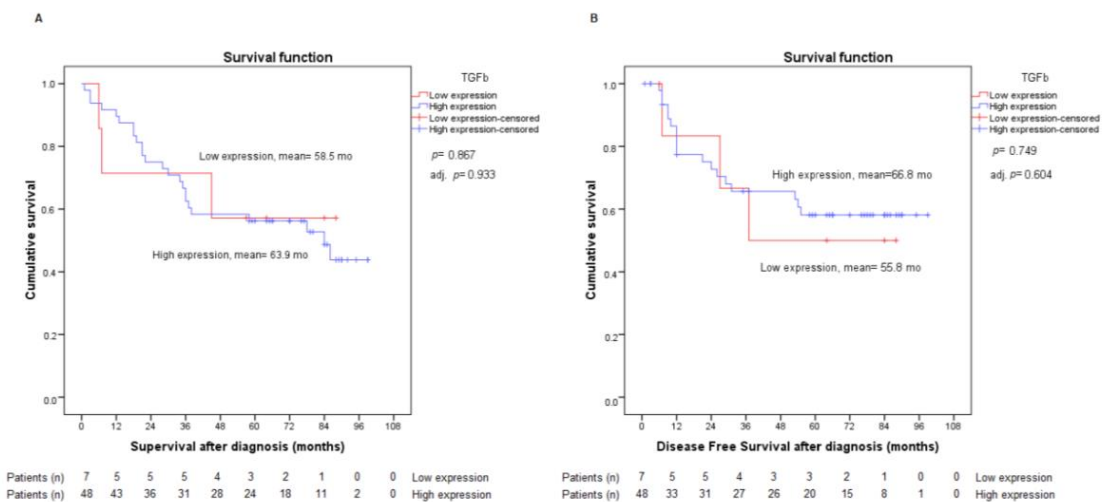 A
Survival function
Cumulative survival
1.0
0.8
0.6
0.4
0.2
0.0
Low expression, mean= 58.5 mo
High expression, mean= 63.9 mo
0 12 24 36 48 60 72 84 96 108
Supervival after diagnosis (months)
TGFb
Low expression
High expression
Low expression-censored
High expression-censored
p= 0.867
adj. p= 0.933
Patients (n) 7 5 5 5 4 3 2 1 0 0 Low expression
Patients (n) 48 43 36 31 28 24 18 11 2 0 High expression
B
Survival function
Cumulative survival
1.0
0.8
0.6
0.4
0.2
0.0
High expression, mean=66.8 mo
Low expression, mean= 55.8 mo
0 12 24 36 48 60 72 84 96 108
Disease Free Survival after diagnosis (months)
TGFb
Low expression
High expression
Low expression-censored
High expression-censored
p= 0.749
adj. p= 0.604
Patients (n) 7 5 5 4 3 3 2 1 0 0 Low expression
Patients (n) 48 33 31 27 26 20 15 8 1 0 High expression